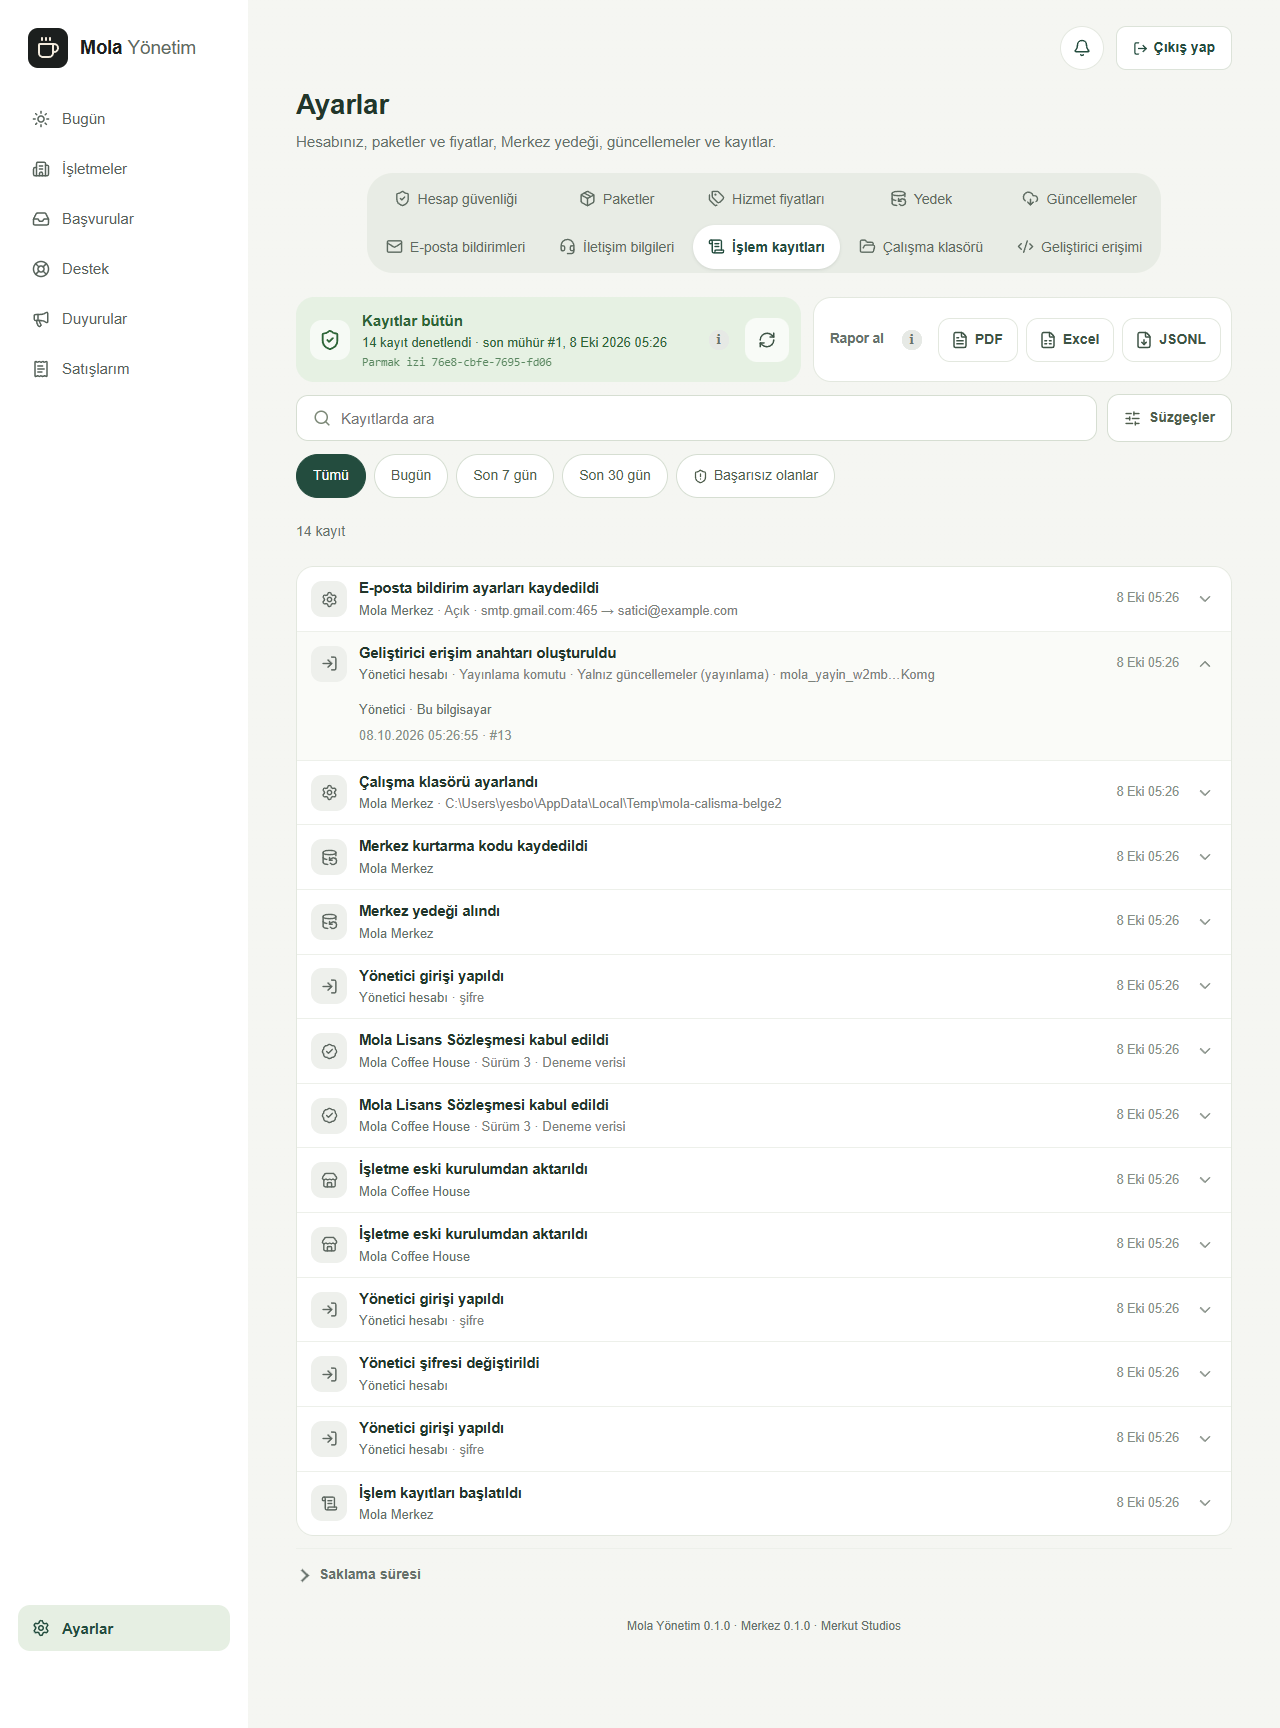 Mola Yönetim
Bugün
İşletmeler
Başvurular
Destek
Duyurular
Satışlarım
Ayarlar
Çıkış yap
Ayarlar
Hesabınız, paketler ve fiyatlar, Merkez yedeği, güncellemeler ve kayıtlar.
Hesap güvenliği
Paketler
Hizmet fiyatları
Yedek
Güncellemeler
E-posta bildirimleri
İletişim bilgileri
İşlem kayıtları
Çalışma klasörü
Geliştirici erişimi
Kayıtlar bütün
14 kayıt denetlendi · son mühür #1, 8 Eki 2026 05:26
Parmak izi 76e8-cbfe-7695-fd06
i
Rapor al
i
PDF
Excel
JSONL
Kayıtlarda ara
Süzgeçler
Tümü
Bugün
Son 7 gün
Son 30 gün
Başarısız olanlar
14 kayıt
E-posta bildirim ayarları kaydedildi
Mola Merkez · Açık · smtp.gmail.com:465 → satici@example.com
8 Eki 05:26
Geliştirici erişim anahtarı oluşturuldu
Yönetici hesabı · Yayınlama komutu · Yalnız güncellemeler (yayınlama) · mola_yayin_w2mb…Komg
8 Eki 05:26
Yönetici · Bu bilgisayar
08.10.2026 05:26:55 · #13
Çalışma klasörü ayarlandı
Mola Merkez · C:\Users\yesbo\AppData\Local\Temp\mola-calisma-belge2
8 Eki 05:26
Merkez kurtarma kodu kaydedildi
Mola Merkez
8 Eki 05:26
Merkez yedeği alındı
Mola Merkez
8 Eki 05:26
Yönetici girişi yapıldı
Yönetici hesabı · şifre
8 Eki 05:26
Mola Lisans Sözleşmesi kabul edildi
Mola Coffee House · Sürüm 3 · Deneme verisi
8 Eki 05:26
Mola Lisans Sözleşmesi kabul edildi
Mola Coffee House · Sürüm 3 · Deneme verisi
8 Eki 05:26
İşletme eski kurulumdan aktarıldı
Mola Coffee House
8 Eki 05:26
İşletme eski kurulumdan aktarıldı
Mola Coffee House
8 Eki 05:26
Yönetici girişi yapıldı
Yönetici hesabı · şifre
8 Eki 05:26
Yönetici şifresi değiştirildi
Yönetici hesabı
8 Eki 05:26
Yönetici girişi yapıldı
Yönetici hesabı · şifre
8 Eki 05:26
İşlem kayıtları başlatıldı
Mola Merkez
8 Eki 05:26
Saklama süresi
Mola Yönetim 0.1.0 · Merkez 0.1.0 · Merkut Studios